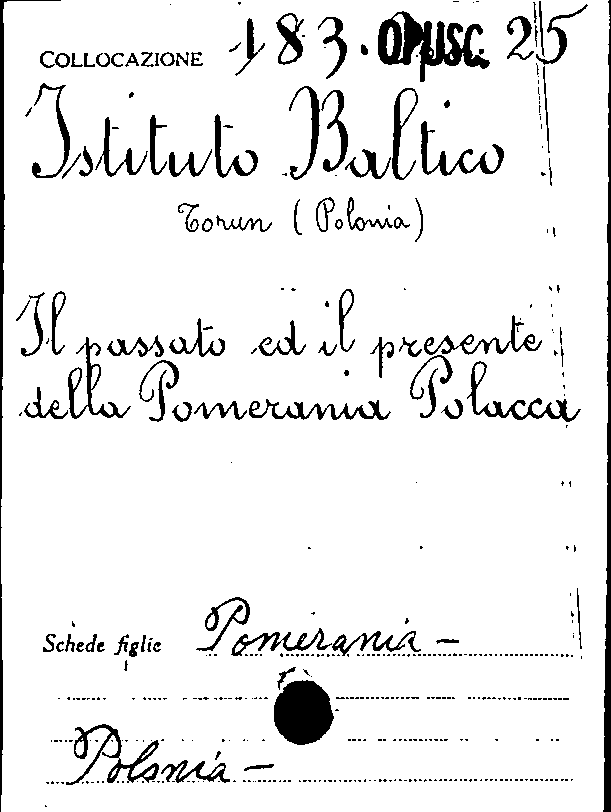 COLLOCAZIONE 183. OPUSC. 25
Istituto Baltico
Torun (Polonia)
Il passato ed il presente
della Pomerania Polacca
Schede figlie Pomerania –
Polonia –